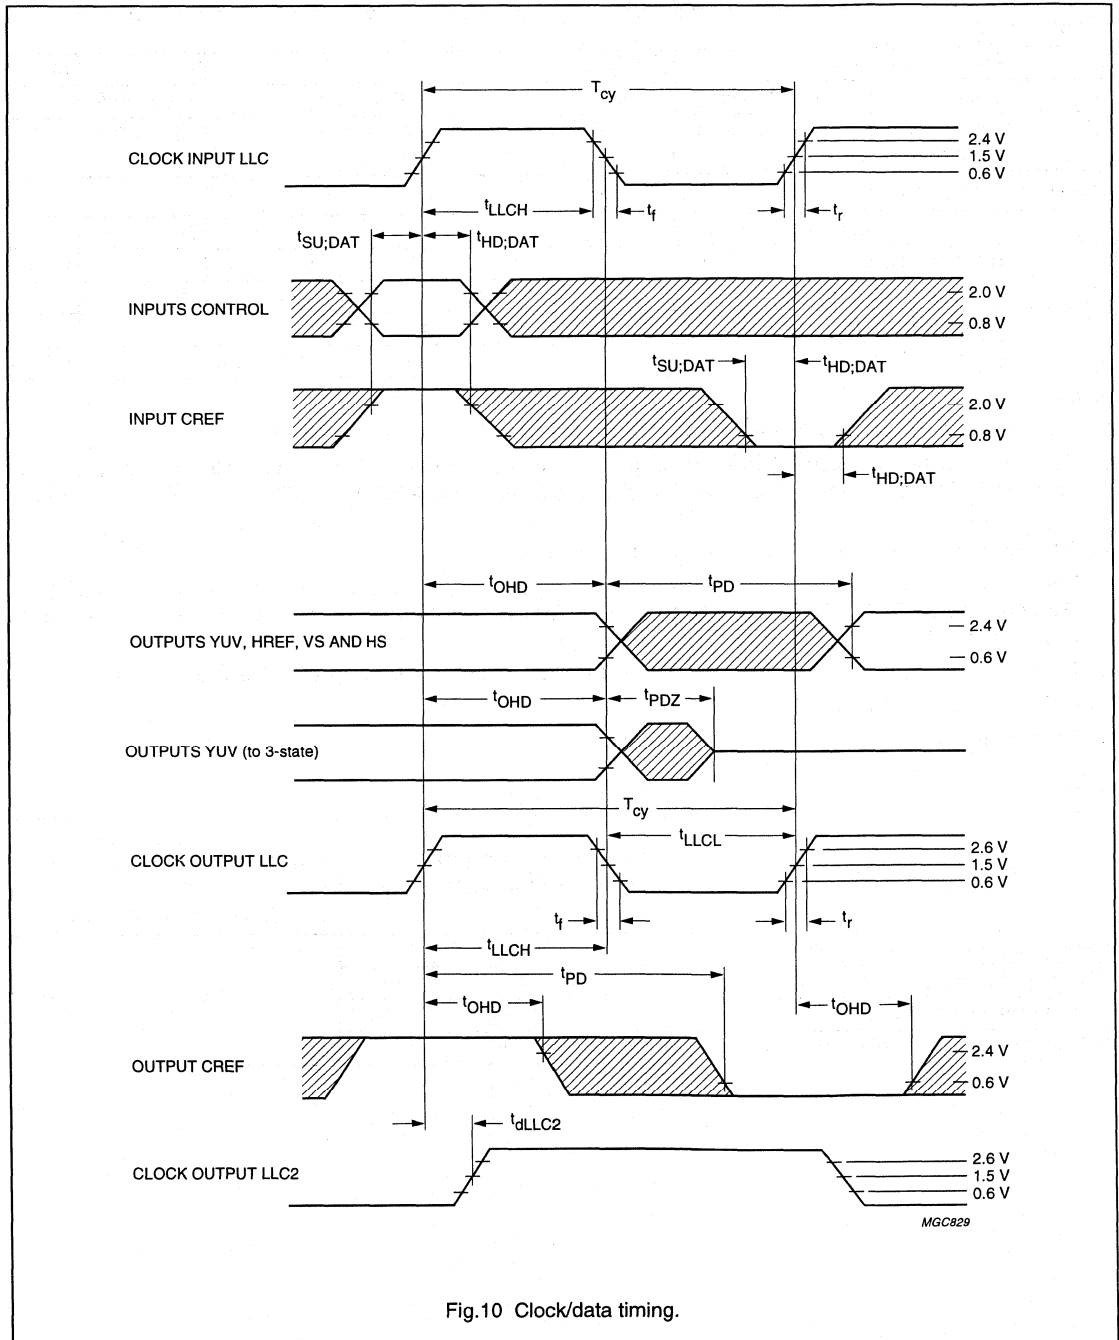 Tcy
CLOCK INPUT LLC
2.4 V
1.5 V
0.6 V
tLLCH
tf
tr
tSU;DAT
tHD;DAT
INPUTS CONTROL
2.0 V
0.8 V
tSU;DAT
tHD;DAT
INPUT CREF
2.0 V
0.8 V
tHD;DAT
tOHD
tPD
OUTPUTS YUV, HREF, VS AND HS
2.4 V
0.6 V
tOHD
tPDZ
OUTPUTS YUV (to 3-state)
Tcy
tLLCL
CLOCK OUTPUT LLC
2.6 V
1.5 V
0.6 V
tf
tr
tLLCH
tPD
tOHD
tOHD
OUTPUT CREF
2.4 V
0.6 V
tdLLC2
CLOCK OUTPUT LLC2
2.6 V
1.5 V
0.6 V
MGC829
Fig.10 Clock/data timing.